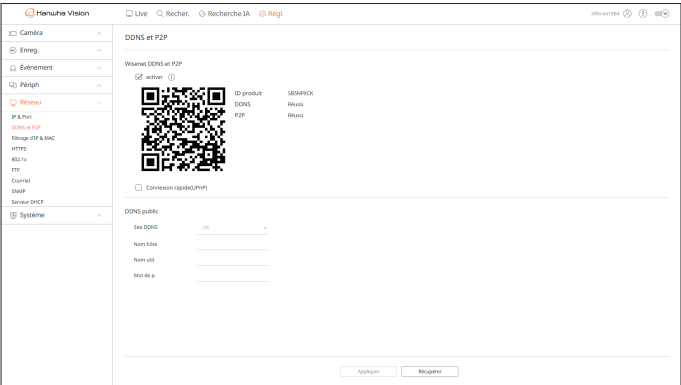 Hanwha Vision
Live
Recher.
Recherche IA
Régl.
XRN-6410B4
?
W
Caméra
Enreg.
Événement
Périph
Réseau
IP & Port
DDNS et P2P
Filtrage d'IP & MAC
HTTPS
802.1x
FTP
Courriel
SNMP
Serveur DHCP
Système
DDNS et P2P
Wisenet DDNS et P2P
activer
ID produit SB5NPXCK
DDNS Réussi
P2P Réussi
Connexion rapide(UPnP)
DDNS public
Site DDNS Off
Nom hôte
Nom util.
Mot de p.
Appliquer Récupérer